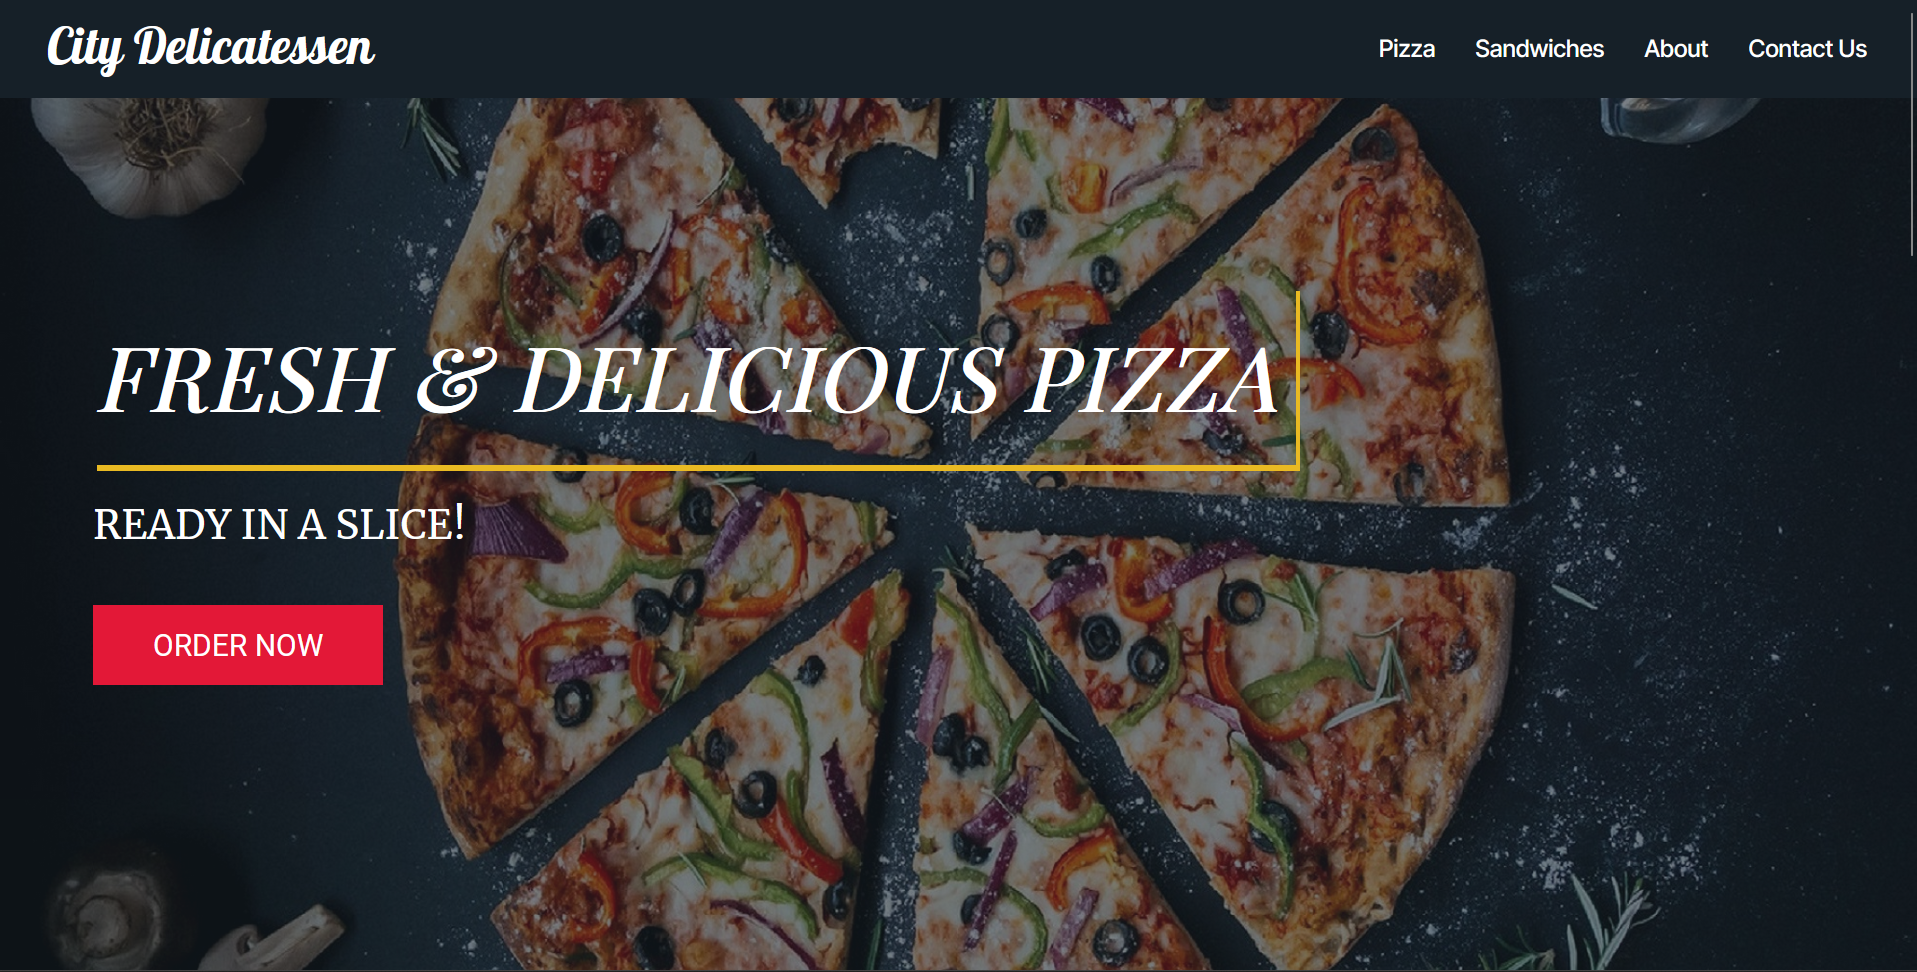 City Delicatessen
Pizza Sandwiches About Contact Us
FRESH & DELICIOUS PIZZA
READY IN A SLICE!
ORDER NOW